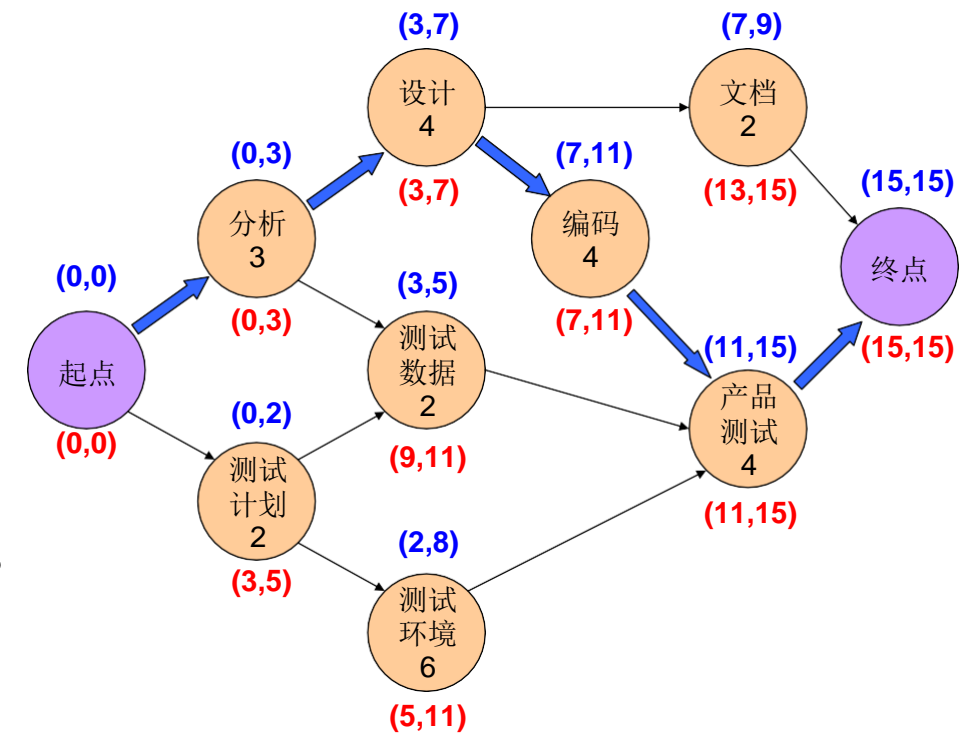 (3,7)
设计
4
(3,7)
(7,9)
文档
2
(13,15)
(0,3)
分析
3
(0,3)
(7,11)
编码
4
(7,11)
(15,15)
终点
(15,15)
(0,0)
起点
(0,0)
(3,5)
测试
数据
2
(9,11)
(11,15)
产品
测试
4
(11,15)
(0,2)
测试
计划
2
(3,5)
(2,8)
测试
环境
6
(5,11)